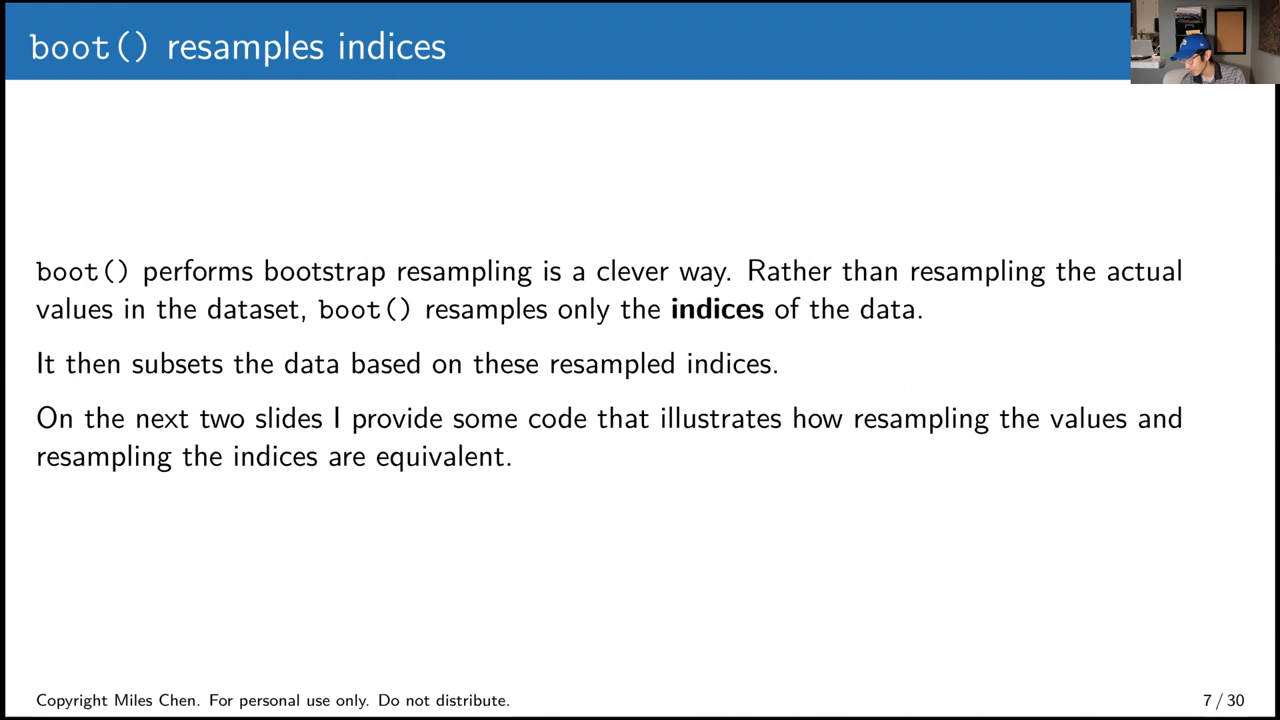 boot() resamples indices
boot() performs bootstrap resampling is a clever way. Rather than resampling the actual
values in the dataset, boot() resamples only the indices of the data.
It then subsets the data based on these resampled indices.
On the next two slides I provide some code that illustrates how resampling the values and
resampling the indices are equivalent.
Copyright Miles Chen. For personal use only. Do not distribute.
7 / 30